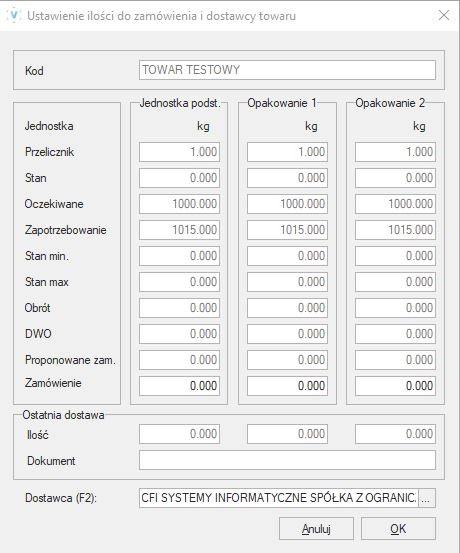 Ustawienie ilości do zamówienia i dostawcy towaru
Kod TOWAR TESTOWY
Jednostka podst. Opakowanie 1 Opakowanie 2
Jednostka kg kg kg
Przelicznik 1.000 1.000 1.000
Stan 0.000 0.000 0.000
Oczekiwane 1000.000 1000.000 1000.000
Zapotrzebowanie 1015.000 1015.000 1015.000
Stan min. 0.000 0.000 0.000
Stan max 0.000 0.000 0.000
Obrót 0.000 0.000 0.000
DWO 0.000 0.000 0.000
Proponowane zam. 0.000 0.000 0.000
Zamówienie 0.000 0.000 0.000
Ostatnia dostawa
Ilość 0.000 0.000 0.000
Dokument
Dostawca (F2): CFI SYSTEMY INFORMATYCZNE SPÓŁKA Z OGRANIC. ...
Anuluj OK